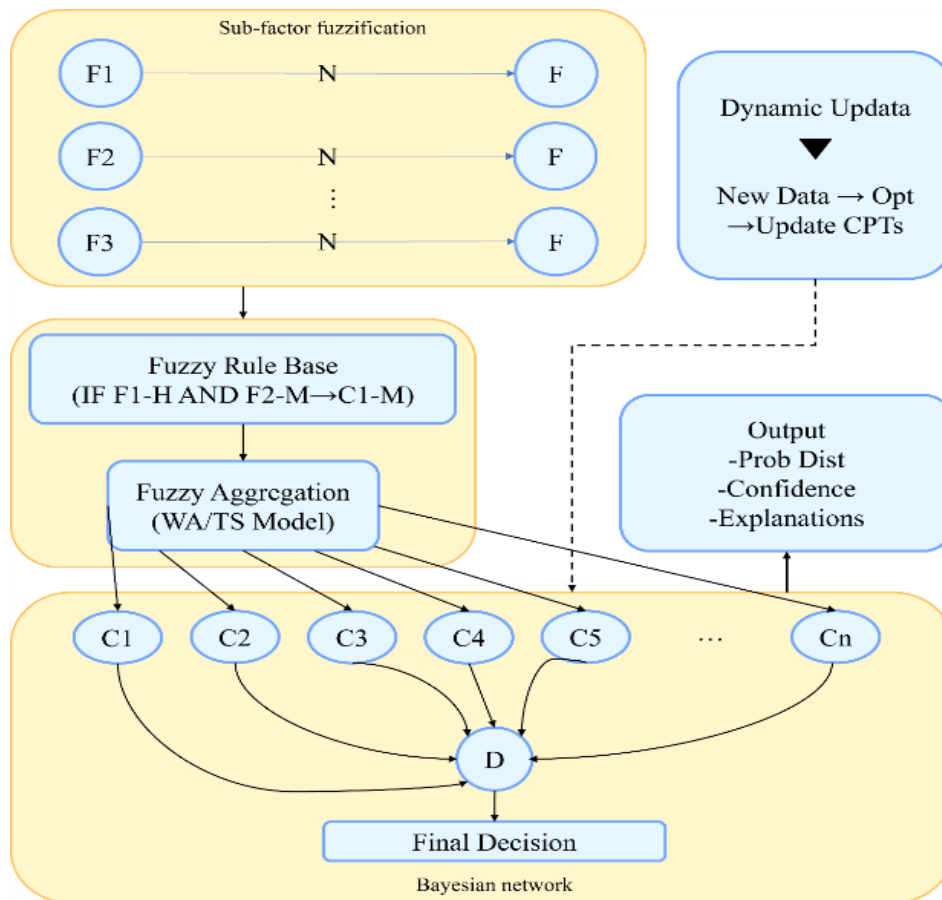 Sub-factor fuzzification
F1 N F
F2 N F
⋮
F3 N F
Dynamic Updata
New Data → Opt
→Update CPTs
Fuzzy Rule Base
(IF F1-H AND F2-M→C1-M)
Fuzzy Aggregation
(WA/TS Model)
Output
-Prob Dist
-Confidence
-Explanations
C1 C2 C3 C4 C5 ... Cn
D
Final Decision
Bayesian network